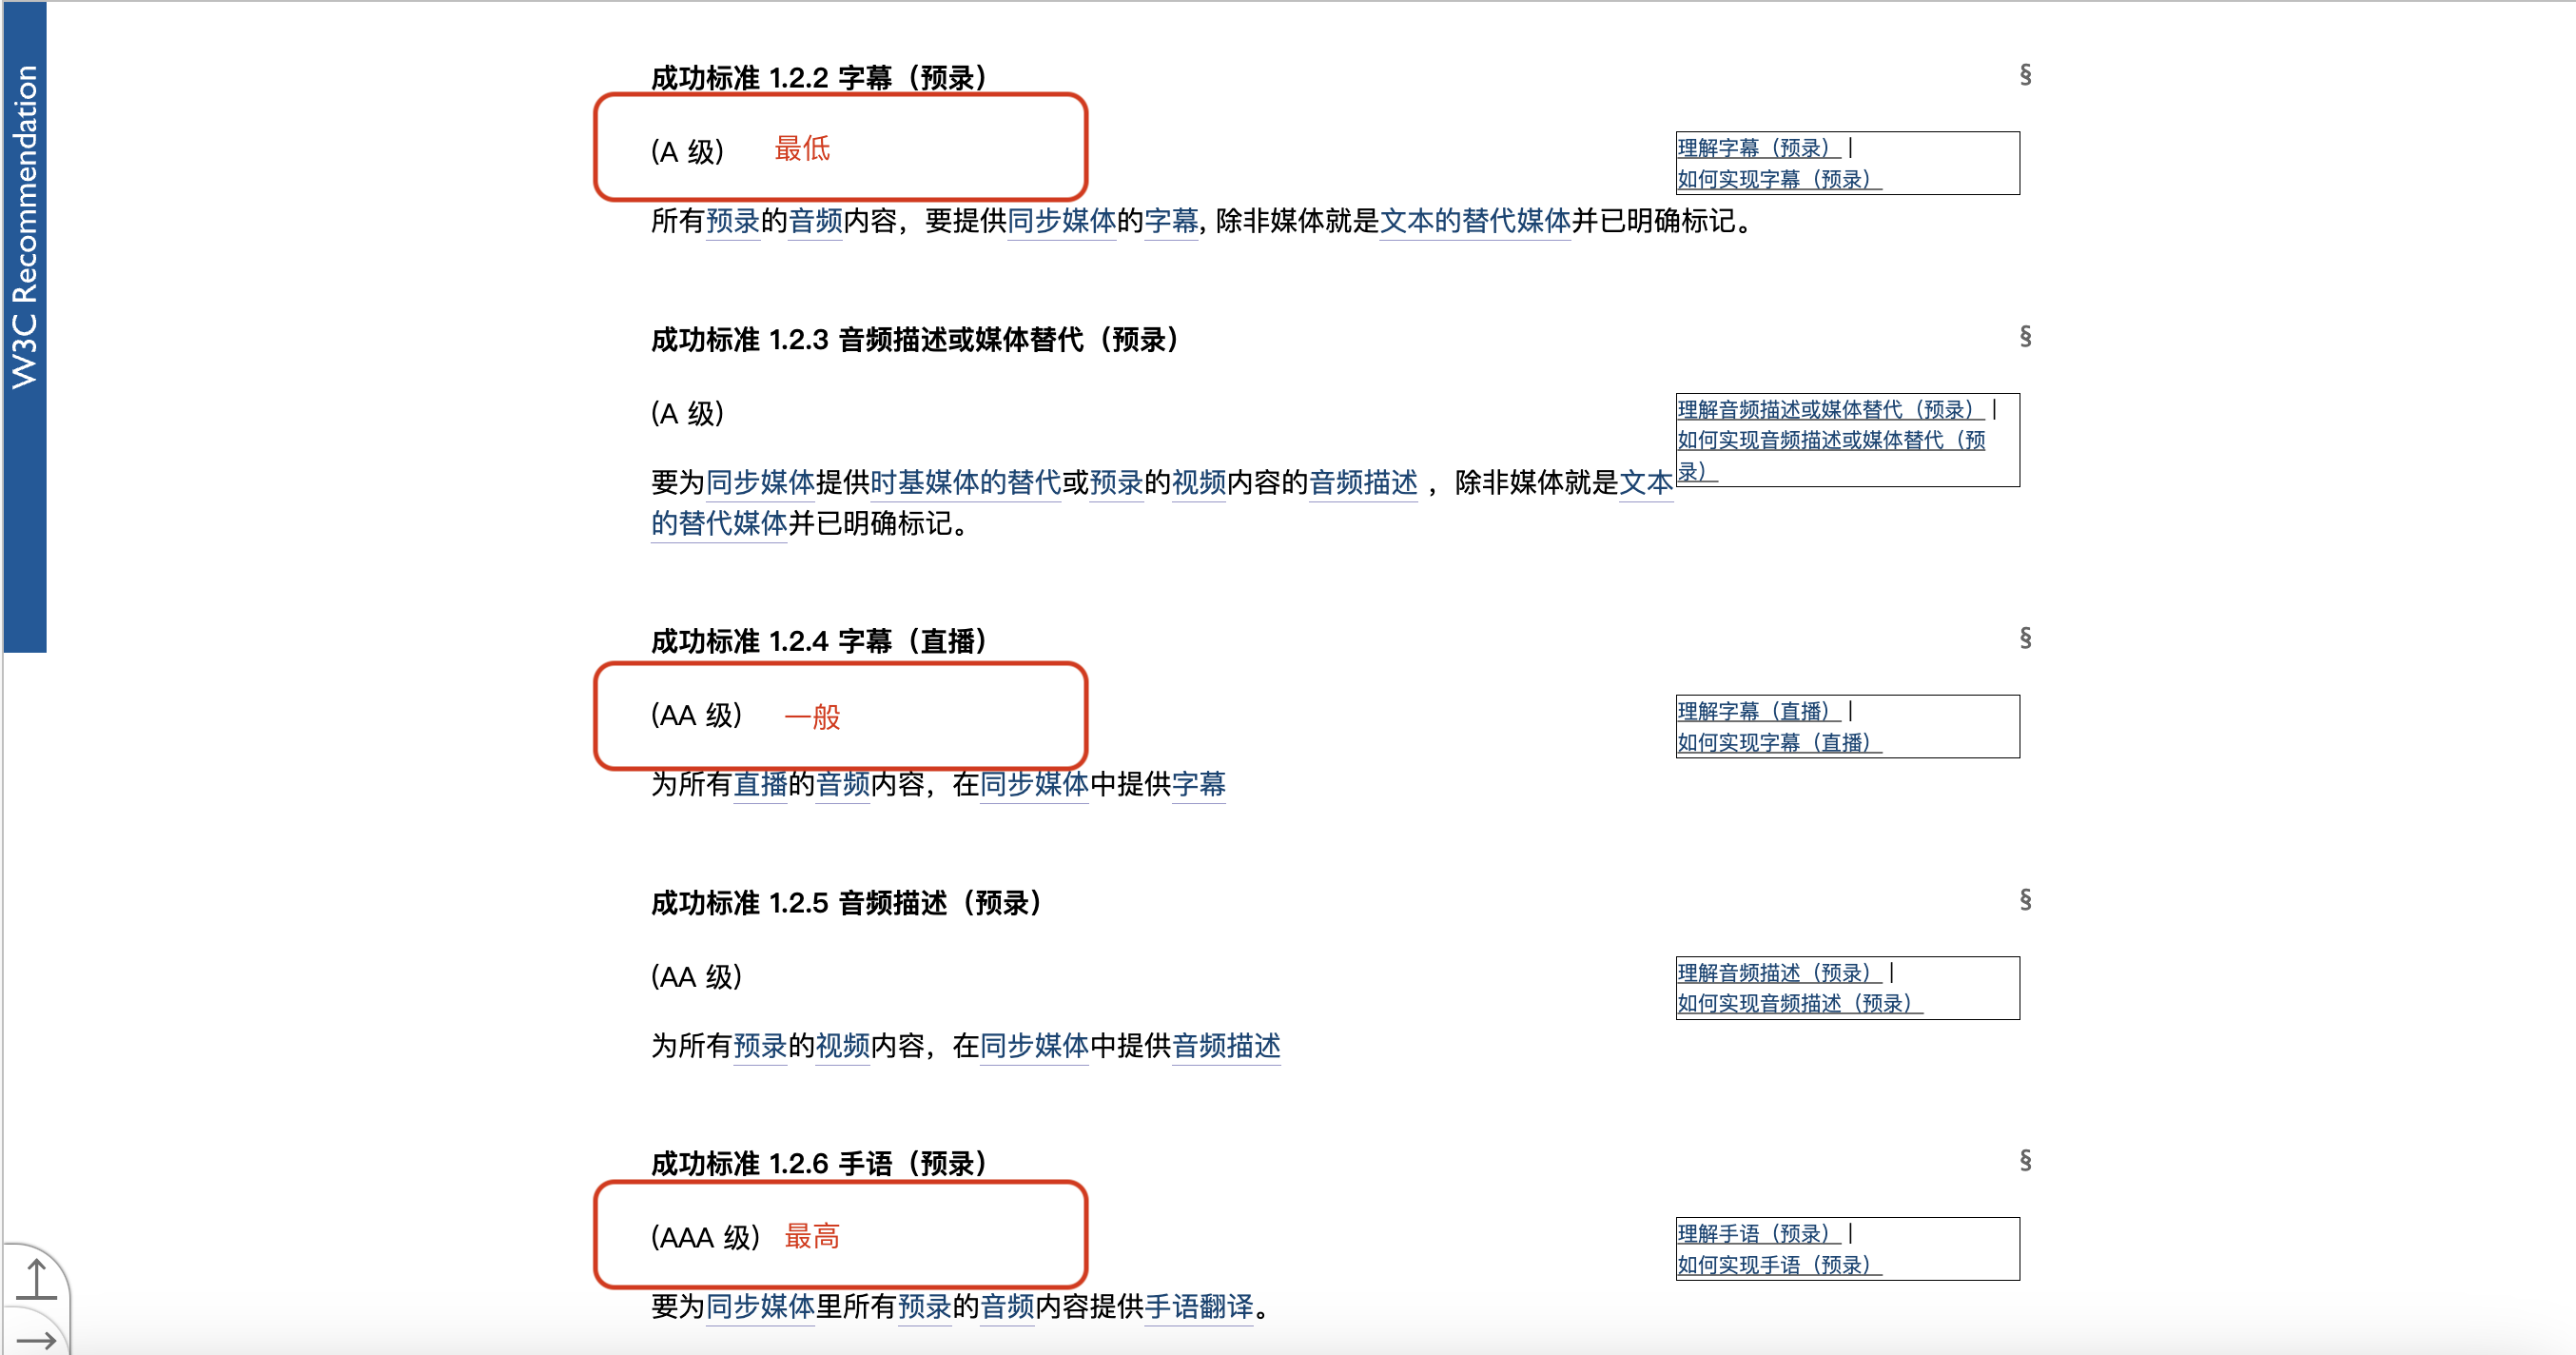 W3C Recommendation
成功标准 1.2.2 字幕（预录）
§
(A 级)
最低
理解字幕（预录） |
如何实现字幕（预录）
所有预录的音频内容，要提供同步媒体的字幕, 除非媒体就是文本的替代媒体并已明确标记。
成功标准 1.2.3 音频描述或媒体替代（预录）
§
(A 级)
理解音频描述或媒体替代（预录） |
如何实现音频描述或媒体替代（预
录）
要为同步媒体提供时基媒体的替代或预录的视频内容的音频描述 ，除非媒体就是文本
的替代媒体并已明确标记。
成功标准 1.2.4 字幕（直播）
§
(AA 级)
一般
理解字幕（直播） |
如何实现字幕（直播）
为所有直播的音频内容，在同步媒体中提供字幕
成功标准 1.2.5 音频描述（预录）
§
(AA 级)
理解音频描述（预录） |
如何实现音频描述（预录）
为所有预录的视频内容，在同步媒体中提供音频描述
成功标准 1.2.6 手语（预录）
§
(AAA 级)
最高
理解手语（预录） |
如何实现手语（预录）
要为同步媒体里所有预录的音频内容提供手语翻译。